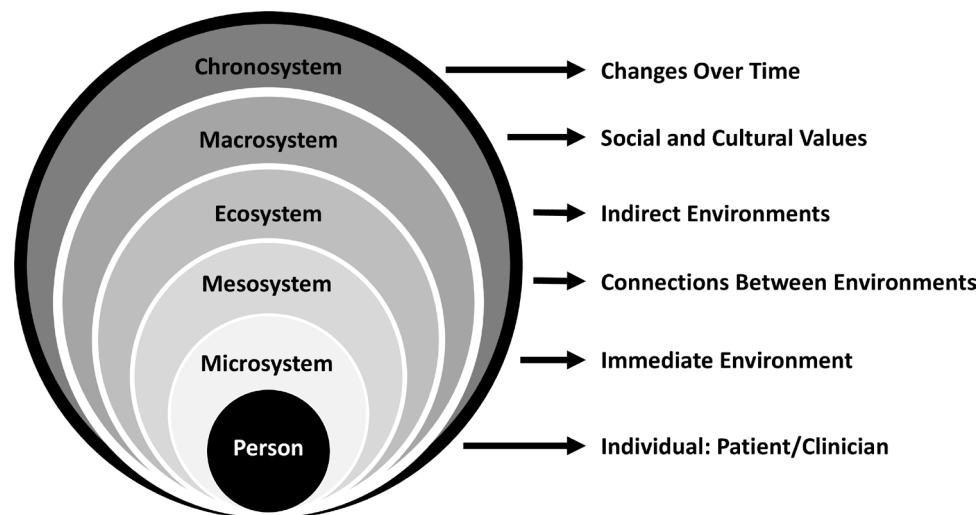 Chronosystem
Changes Over Time
Macrosystem
Social and Cultural Values
Ecosystem
Indirect Environments
Mesosystem
Connections Between Environments
Microsystem
Immediate Environment
Person
Individual: Patient/Clinician